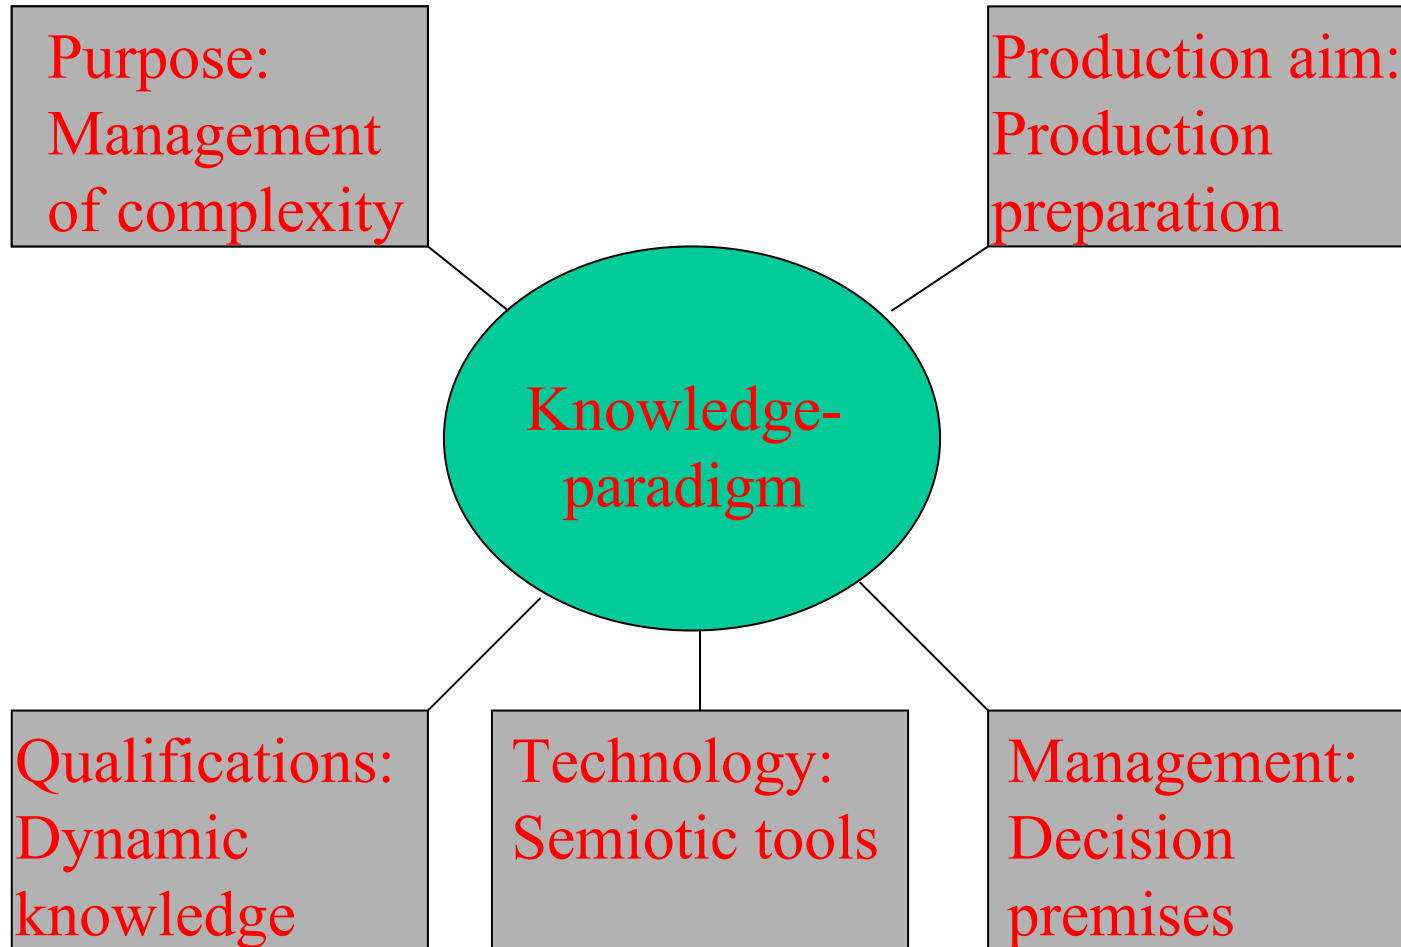 Purpose:
Management
of complexity
Production aim:
Production
preparation
Knowledge-
paradigm
Qualifications:
Dynamic
knowledge
Technology:
Semiotic tools
Management:
Decision
premises